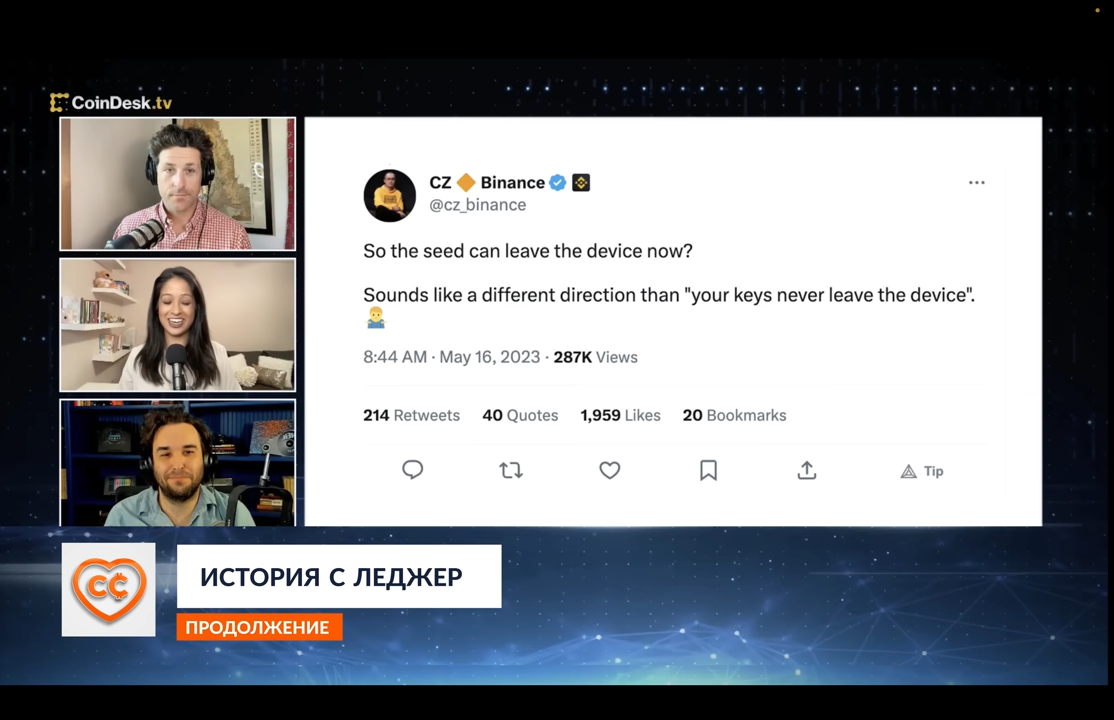 CoinDesk.tv
CZ 🔶 Binance
@cz_binance
So the seed can leave the device now?
Sounds like a different direction than "your keys never leave the device".
🤷‍♂️
8:44 AM · May 16, 2023 · 287K Views
214 Retweets 40 Quotes 1,959 Likes 20 Bookmarks
Tip
ИСТОРИЯ С ЛЕДЖЕР
ПРОДОЛЖЕНИЕ